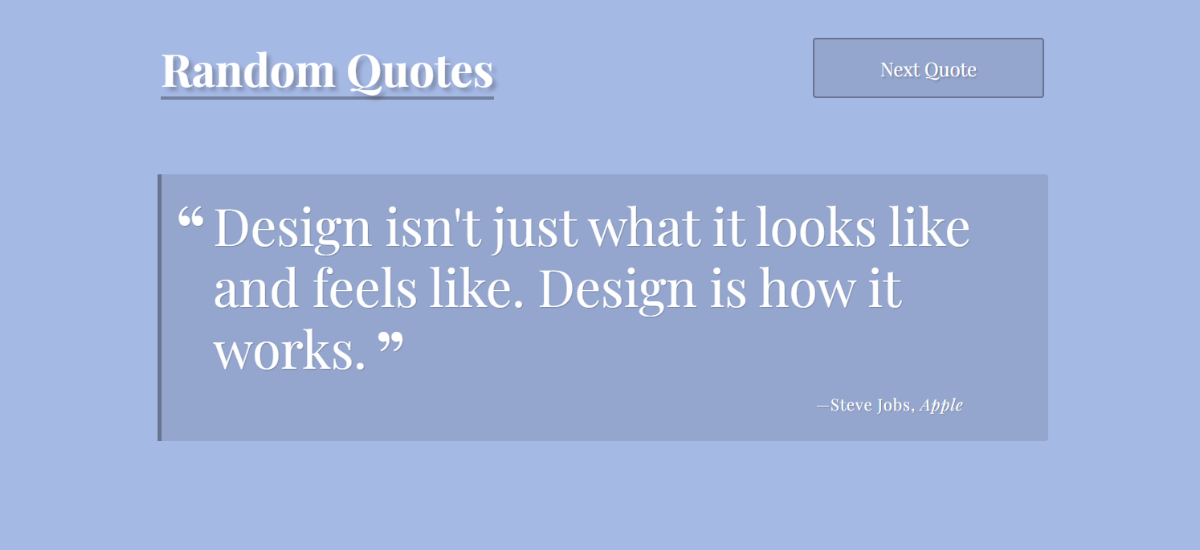 Random Quotes
Next Quote
“ Design isn't just what it looks like
and feels like. Design is how it
works. ”
—Steve Jobs, Apple